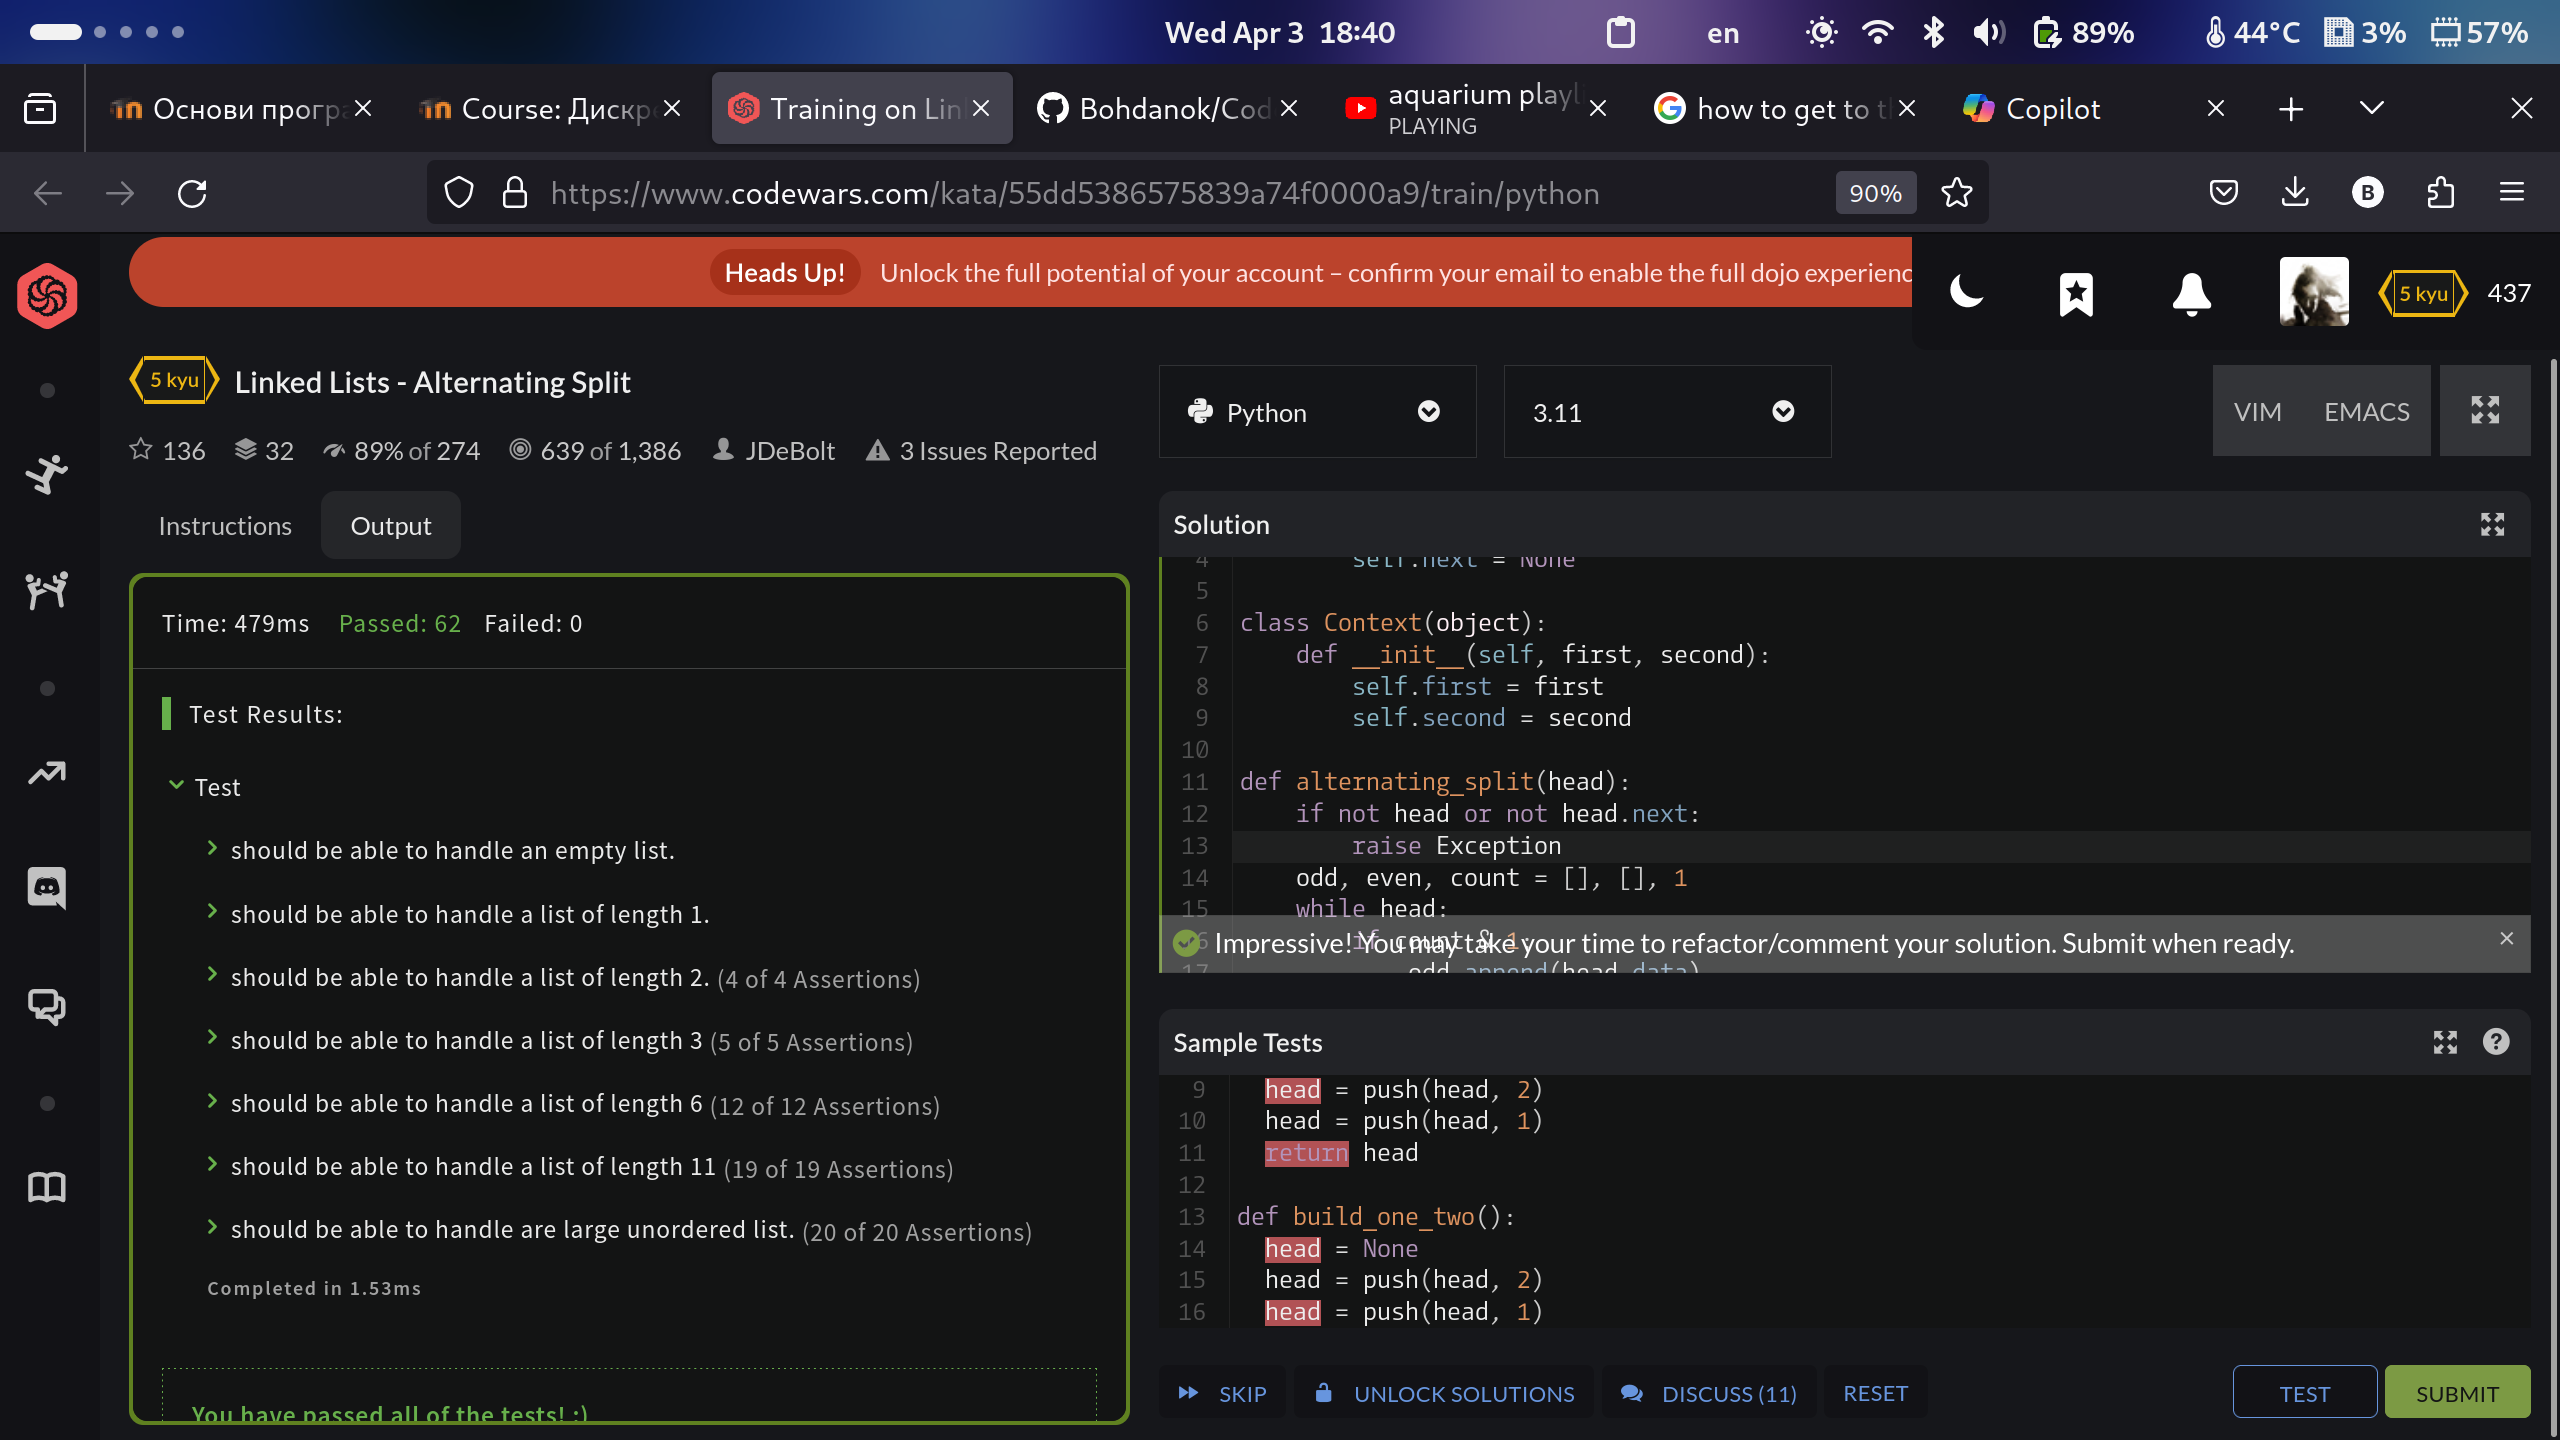 Wed Apr 3 18:40
en
89%
44°C
3%
57%
Основи програ
Course: Дискр
Training on Lin
Bohdanok/Cod
aquarium playl
PLAYING
how to get to t
Copilot
https://www.codewars.com/kata/55dd5386575839a74f0000a9/train/python
90%
B
Heads Up! Unlock the full potential of your account – confirm your email to enable the full dojo experienc
5 kyu 437
5 kyu Linked Lists - Alternating Split
136 32 89% of 274 639 of 1,386 JDeBolt 3 Issues Reported
Instructions Output
Time: 479ms Passed: 62 Failed: 0
Test Results:
Test
should be able to handle an empty list.
should be able to handle a list of length 1.
should be able to handle a list of length 2. (4 of 4 Assertions)
should be able to handle a list of length 3 (5 of 5 Assertions)
should be able to handle a list of length 6 (12 of 12 Assertions)
should be able to handle a list of length 11 (19 of 19 Assertions)
should be able to handle are large unordered list. (20 of 20 Assertions)
Completed in 1.53ms
You have passed all of the tests! :)
Python
3.11
VIM EMACS
Solution
4 self.next = None
5
6 class Context(object):
7 def __init__(self, first, second):
8 self.first = first
9 self.second = second
10
11 def alternating_split(head):
12 if not head or not head.next:
13 raise Exception
14 odd, even, count = [], [], 1
15 while head:
16 if count & 1:
Impressive! You may take your time to refactor/comment your solution. Submit when ready.
17 odd.append(head.data)
Sample Tests
9 head = push(head, 2)
10 head = push(head, 1)
11 return head
12
13 def build_one_two():
14 head = None
15 head = push(head, 2)
16 head = push(head, 1)
SKIP UNLOCK SOLUTIONS DISCUSS (11) RESET TEST SUBMIT